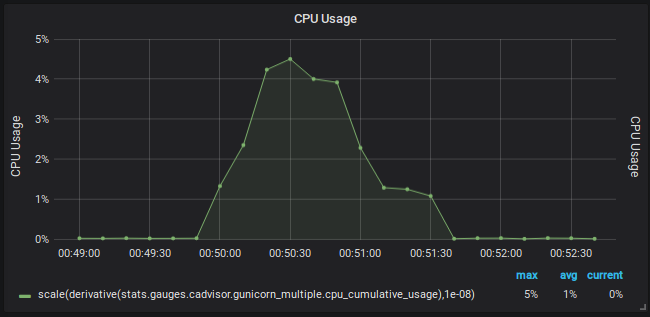 CPU Usage
5%
4%
3%
2%
1%
0%
CPU Usage
CPU Usage
00:49:00 00:49:30 00:50:00 00:50:30 00:51:00 00:51:30 00:52:00 00:52:30
max avg current
scale(derivative(stats.gauges.cadvisor.gunicorn_multiple.cpu_cumulative_usage),1e-08) 5% 1% 0%